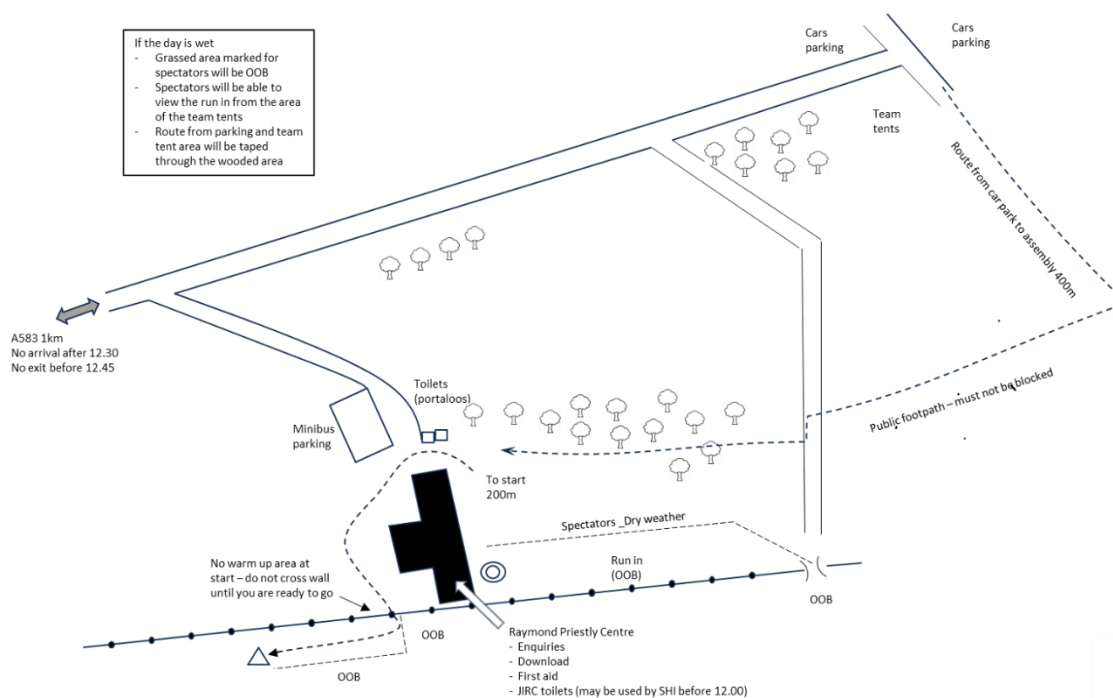 If the day is wet
- Grassed area marked for
spectators will be OOB
- Spectators will be able to
view the run in from the area
of the team tents
- Route from parking and team
tent area will be taped
through the wooded area
Cars
parking
Cars
parking
Team
tents
Route from car park to assembly 400m
A583 1km
No arrival after 12.30
No exit before 12.45
Toilets
(portaloos)
Minibus
parking
Public footpath – must not be blocked
To start
200m
Spectators _Dry weather
Run in
(OOB)
No warm up area at
start – do not cross wall
until you are ready to go
OOB
OOB
OOB
Raymond Priestly Centre
- Enquiries
- Download
- First aid
- JIRC toilets (may be used by SHI before 12.00)